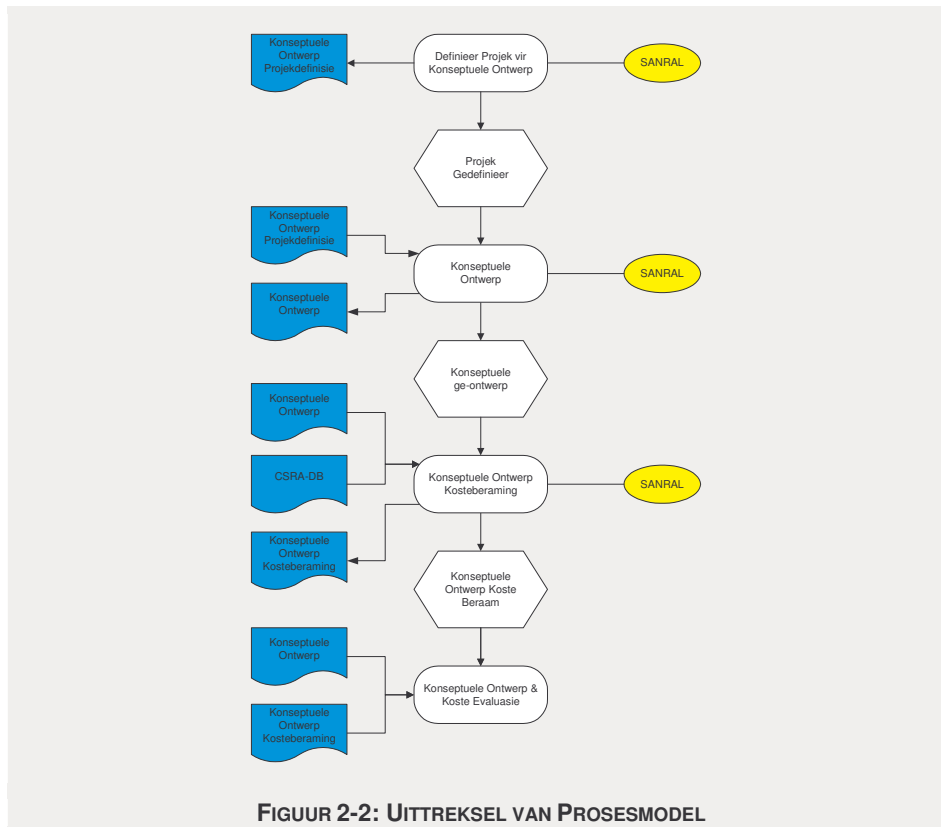 Konseptuele
Ontwerp
Projekdefinisie
Definieer Projek vir
Konseptuele Ontwerp
SANRAL
Projek
Gedefinieer
Konseptuele
Ontwerp
Projekdefinisie
Konseptuele
Ontwerp
SANRAL
Konseptuele
Ontwerp
Konseptuele
ge-ontwerp
Konseptuele
Ontwerp
CSRA-DB
Konseptuele Ontwerp
Kosteberaming
SANRAL
Konseptuele
Ontwerp
Kosteberaming
Konseptuele
Ontwerp Koste
Beraam
Konseptuele
Ontwerp
Konseptuele Ontwerp &
Koste Evaluasie
Konseptuele
Ontwerp
Kosteberaming
FIGUUR 2-2: UITTREKSEL VAN PROSESMODEL